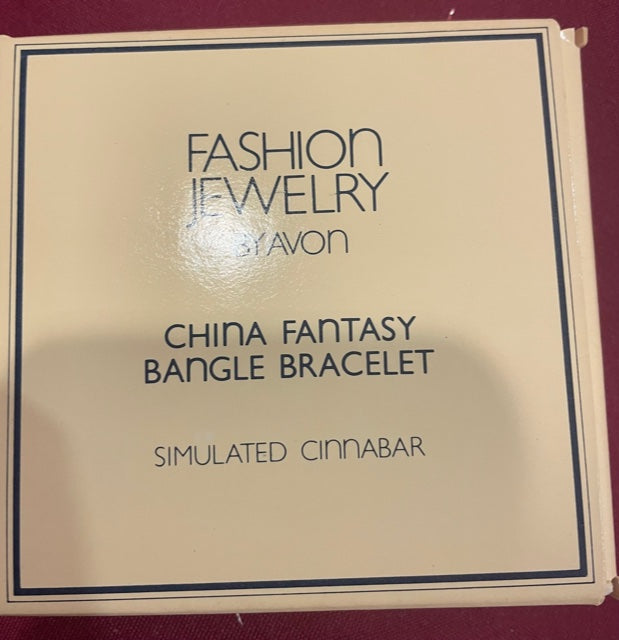 FASHION
JEWELRY
BY AVON
CHINA FANTASY
BANGLE BRACELET
SIMULATED CINNABAR